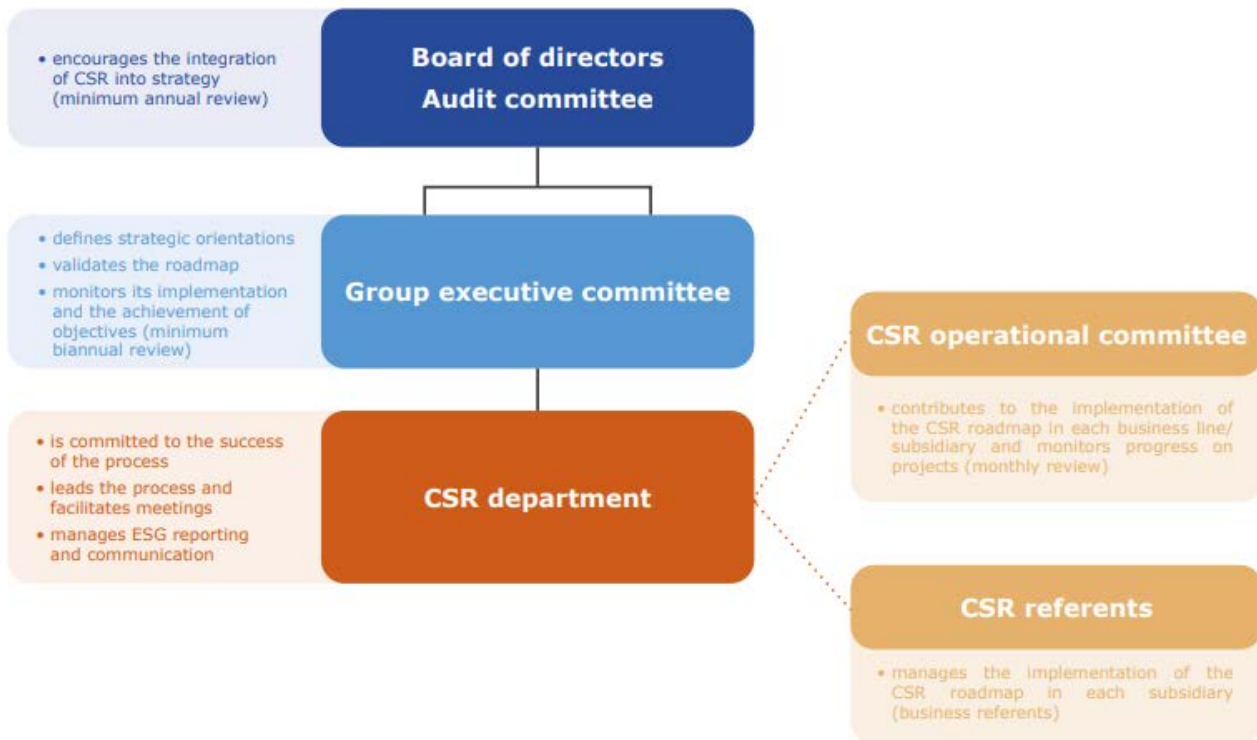 • encourages the integration
of CSR into strategy
(minimum annual review)
Board of directors
Audit committee
• defines strategic orientations
• validates the roadmap
• monitors its implementation
and the achievement of
objectives (minimum
biannual review)
Group executive committee
• is committed to the success
of the process
• leads the process and
facilitates meetings
• manages ESG reporting
and communication
CSR department
CSR operational committee
• contributes to the implementation of
the CSR roadmap in each business line/
subsidiary and monitors progress on
projects (monthly review)
CSR referents
• manages the implementation of the
CSR roadmap in each subsidiary
(business referents)